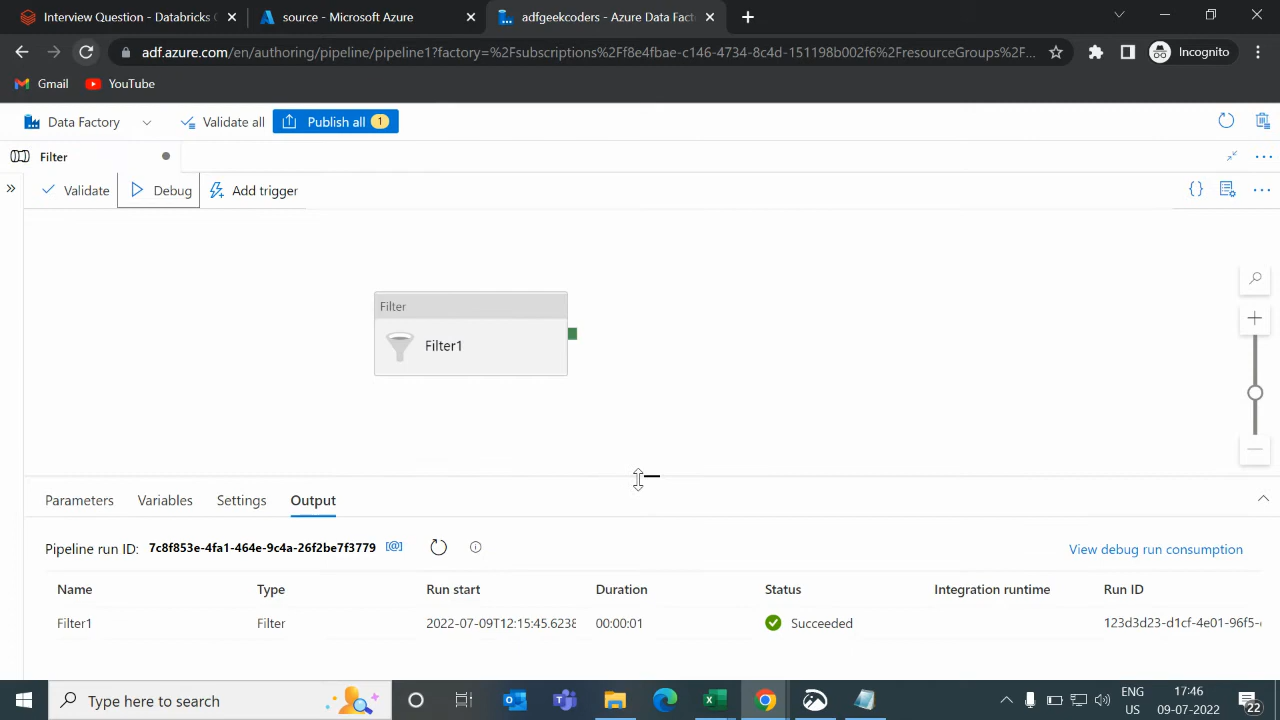 Interview Question - Databricks
source - Microsoft Azure
adfgeekcoders - Azure Data Fact
adf.azure.com/en/authoring/pipeline/pipeline1?factory=%2Fsubscriptions%2Ff8e4fbae-c146-4734-8c4d-151198b002f6%2FresourceGroups%2F...
Incognito
Gmail
YouTube
Data Factory
Validate all
Publish all
1
Filter
Validate
Debug
Add trigger
Filter
Filter1
Parameters
Variables
Settings
Output
Pipeline run ID: 7c8f853e-4fa1-464e-9c4a-26f2be7f3779 [@]
View debug run consumption
Name Type Run start Duration Status Integration runtime Run ID
Filter1 Filter 2022-07-09T12:15:45.6238 00:00:01 Succeeded 123d3d23-d1cf-4e01-96f5-
Type here to search
ENG
US
17:46
09-07-2022
22